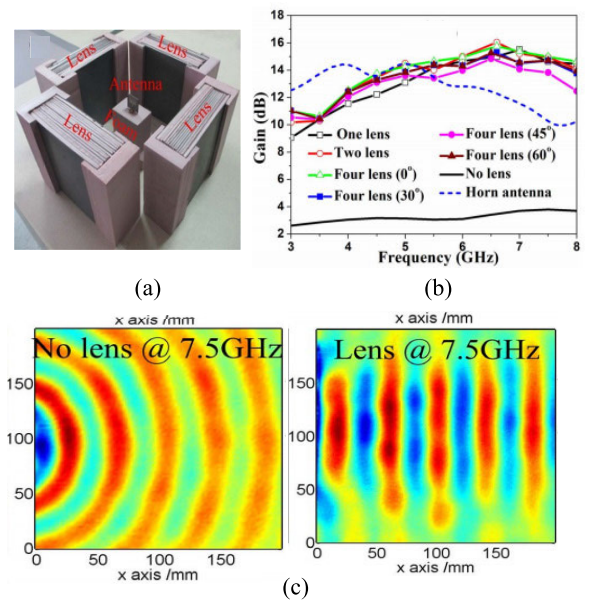 Lens
Lens
Antenna
Lens
Lens
Foam
(a)
18
16
14
12
10
8
6
4
2
Gain (dB)
One lens
Two lens
Four lens (0°)
Four lens (30°)
Four lens (45°)
Four lens (60°)
No lens
Horn antenna
3 4 5 6 7 8
Frequency (GHz)
(b)
x axis /mm
x axis /mm
No lens @ 7.5GHz
Lens @ 7.5GHz
150
100
50
0
0 50 100 150
x axis /mm
150
100
50
0
0 50 100 150
x axis /mm
(c)